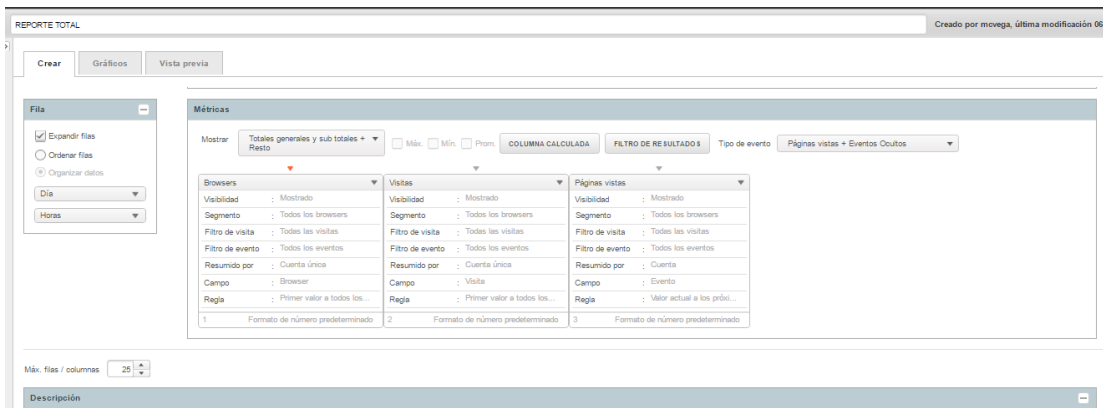 REPORTE TOTAL
Creado por mcvega, última modificación 06
Crear Gráficos Vista previa
Fila
Expandir filas
Ordenar filas
Organizar datos
Día
Horas
Métricas
Mostrar Totales generales y sub totales + Resto Máx. Mín. Prom. COLUMNA CALCULADA FILTRO DE RESULTADOS Tipo de evento Páginas vistas + Eventos Ocultos
Browsers
Visibilidad : Mostrado
Segmento : Todos los browsers
Filtro de visita : Todas las visitas
Filtro de evento : Todos los eventos
Resumido por : Cuenta única
Campo : Browser
Regla : Primer valor a todos los...
1 Formato de número predeterminado
Visitas
Visibilidad : Mostrado
Segmento : Todos los browsers
Filtro de visita : Todas las visitas
Filtro de evento : Todos los eventos
Resumido por : Cuenta única
Campo : Visita
Regla : Primer valor a todos los...
2 Formato de número predeterminado
Páginas vistas
Visibilidad : Mostrado
Segmento : Todos los browsers
Filtro de visita : Todas las visitas
Filtro de evento : Todos los eventos
Resumido por : Cuenta
Campo : Evento
Regla : Valor actual a los próxi...
3 Formato de número predeterminado
Máx. filas / columnas 25
Descripción